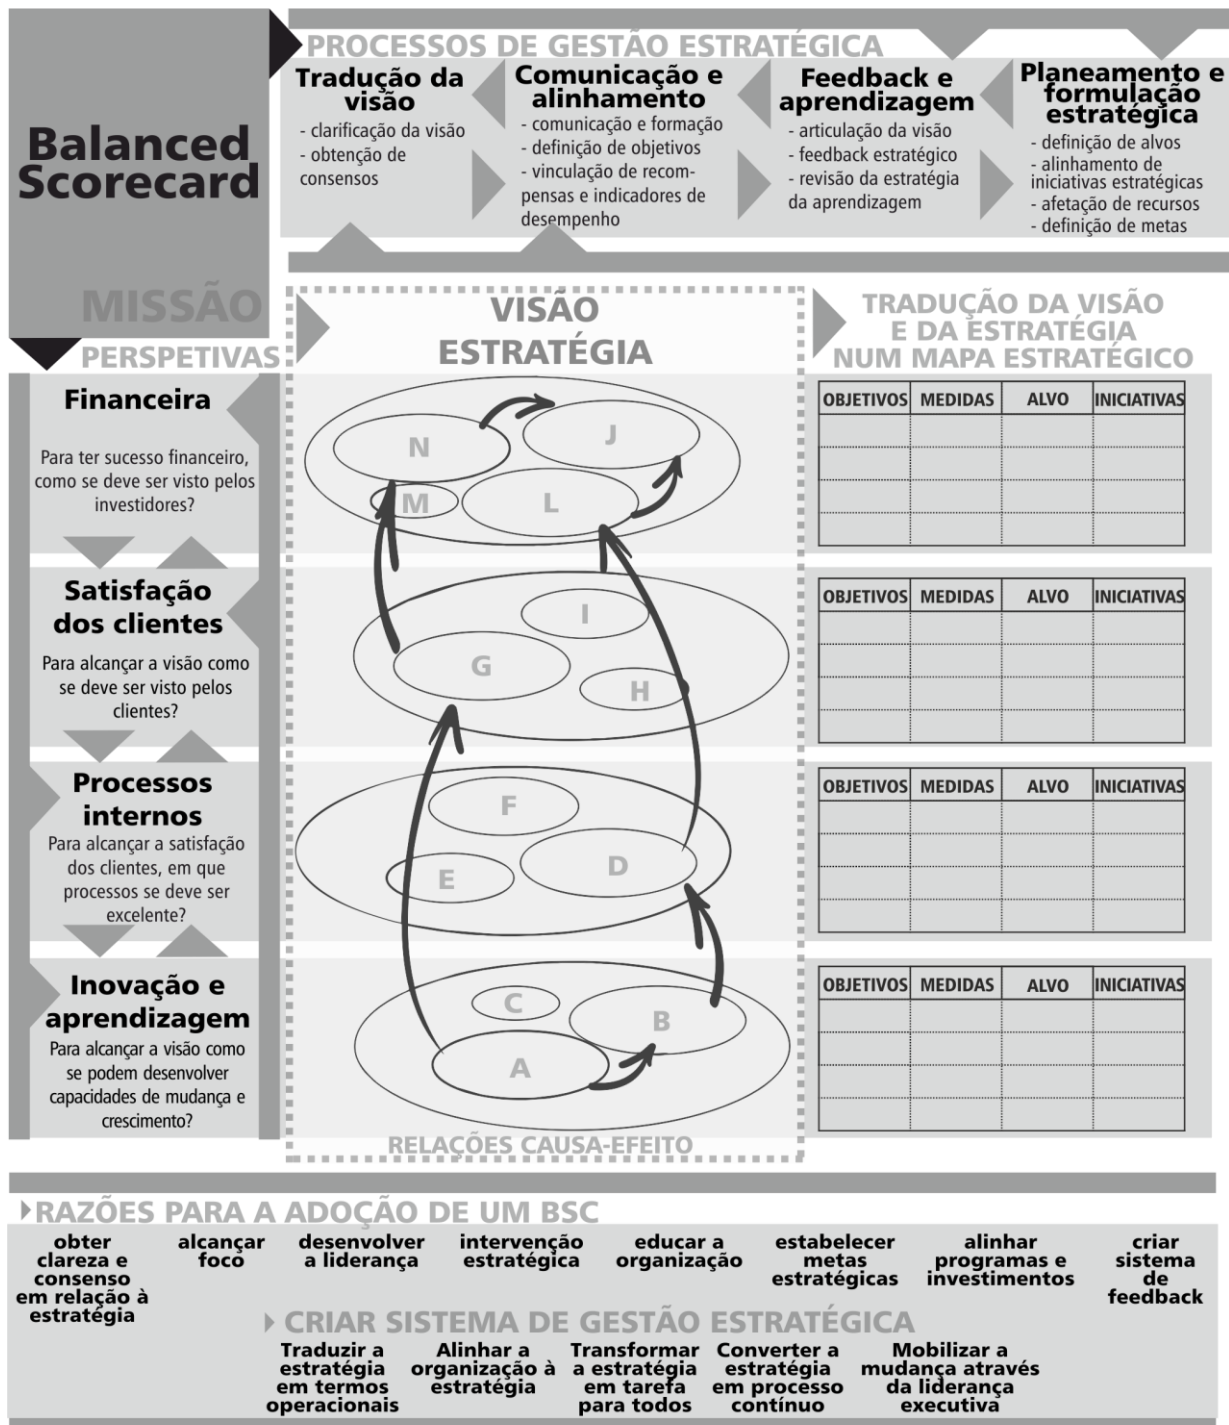 Balanced
Scorecard
PROCESSOS DE GESTÃO ESTRATÉGICA
Tradução da
visão
- clarificação da visão
- obtenção de
consensos
Comunicação e
alinhamento
- comunicação e formação
- definição de objetivos
- vinculação de recom-
pensas e indicadores de
desempenho
Feedback e
aprendizagem
- articulação da visão
- feedback estratégico
- revisão da estratégia
da aprendizagem
Planeamento e
formulação
estratégica
- definição de alvos
- alinhamento de
iniciativas estratégicas
- afetação de recursos
- definição de metas
MISSÃO
PERSPETIVAS
VISÃO
ESTRATÉGIA
TRADUÇÃO DA VISÃO
E DA ESTRATÉGIA
NUM MAPA ESTRATÉGICO
Financeira
Para ter sucesso financeiro,
como se deve ser visto pelos
investidores?
N
J
M
L
OBJETIVOS MEDIDAS ALVO INICIATIVAS
Satisfação
dos clientes
Para alcançar a visão como
se deve ser visto pelos
clientes?
I
G
H
OBJETIVOS MEDIDAS ALVO INICIATIVAS
Processos
internos
Para alcançar a satisfação
dos clientes, em que
processos se deve ser
excelente?
F
D
E
OBJETIVOS MEDIDAS ALVO INICIATIVAS
Inovação e
aprendizagem
Para alcançar a visão como
se podem desenvolver
capacidades de mudança e
crescimento?
C
B
A
OBJETIVOS MEDIDAS ALVO INICIATIVAS
RELAÇÕES CAUSA-EFEITO
RAZÕES PARA A ADOÇÃO DE UM BSC
obter
clareza e
consenso
em relação à
estratégia
alcançar
foco
desenvolver
a liderança
intervenção
estratégica
educar a
organização
estabelecer
metas
estratégicas
alinhar
programas e
investimentos
criar
sistema
de
feedback
CRIAR SISTEMA DE GESTÃO ESTRATÉGICA
Traduzir a
estratégia
em termos
operacionais
Alinhar a
organização à
estratégia
Transformar
a estratégia
em tarefa
para todos
Converter a
estratégia
em processo
contínuo
Mobilizar a
mudança através
da liderança
executiva